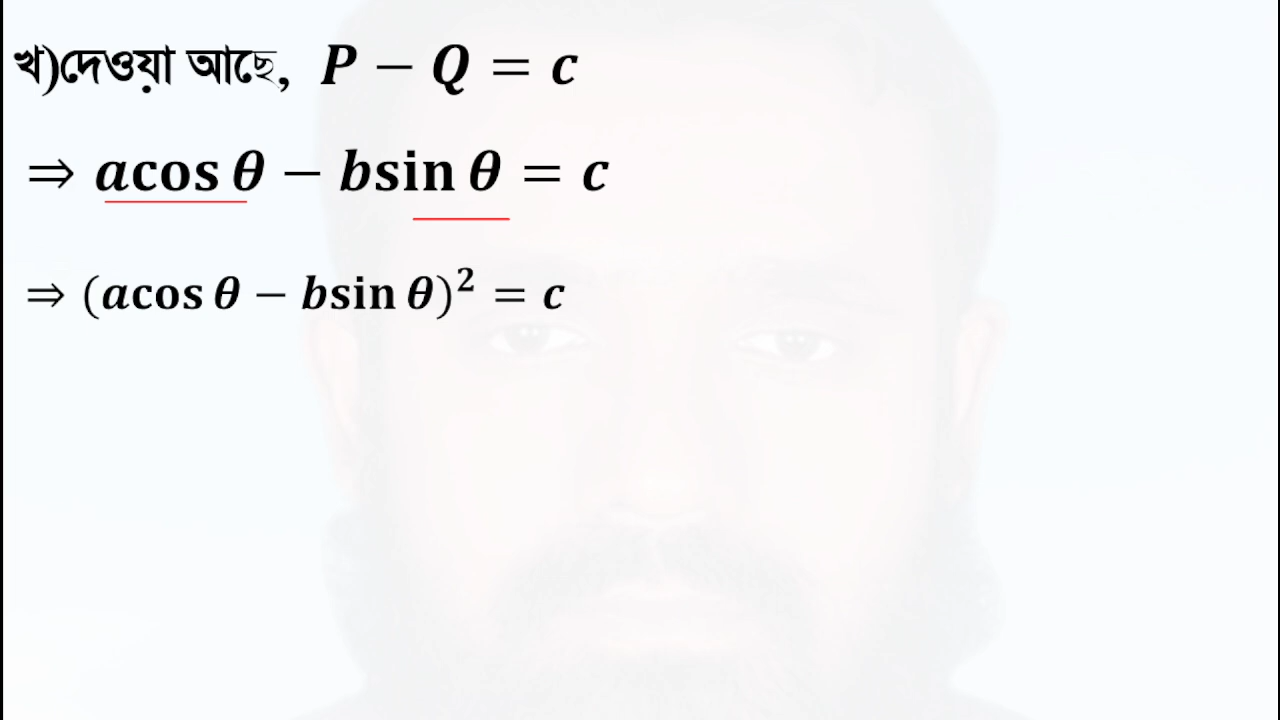 খ)দেওয়া আছে, P − Q = c
⇒ acos θ − bsin θ = c
⇒ (acos θ − bsin θ)² = c